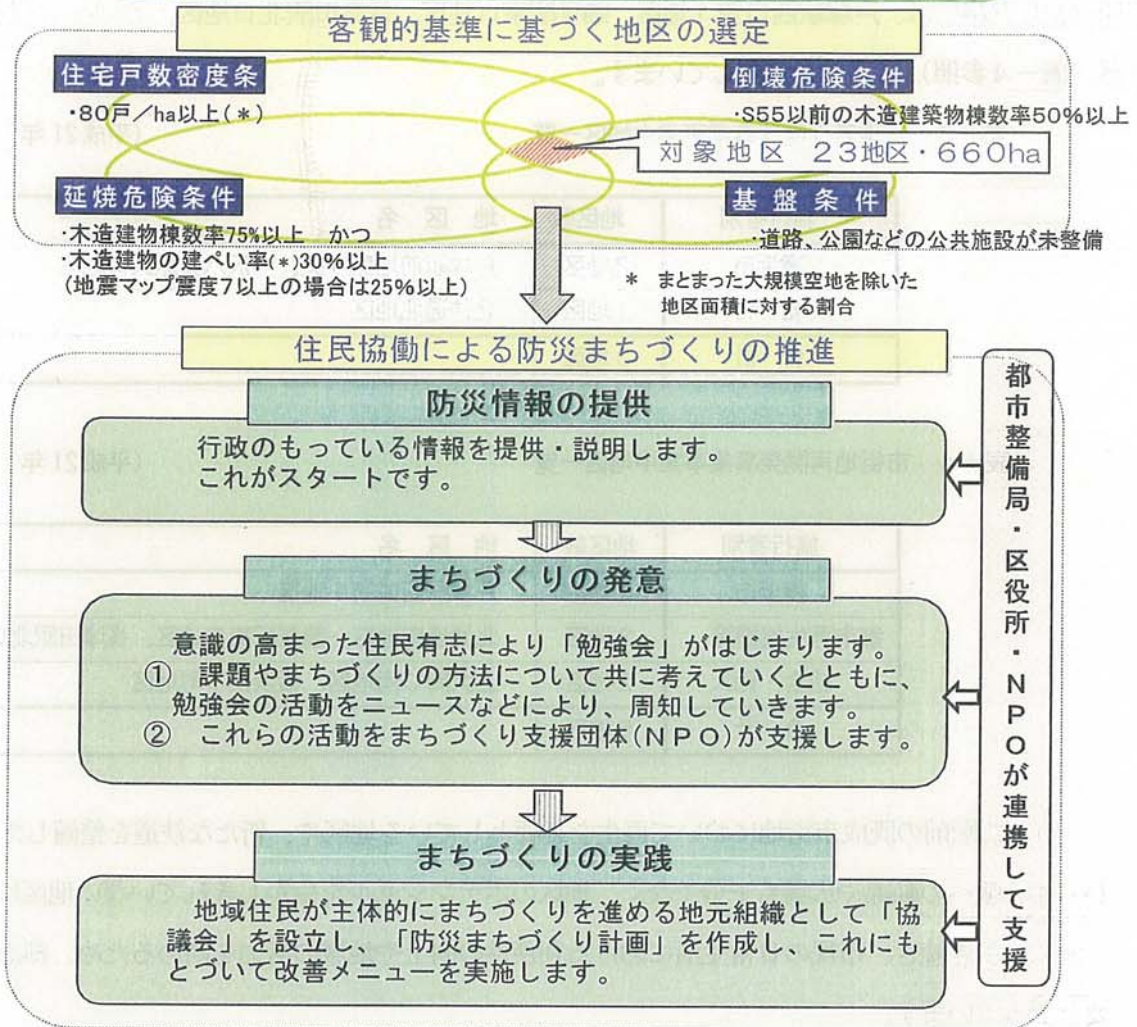 客観的基準に基づく地区の選定
住宅戸数密度条
・80戸／ha以上(*)
倒壊危険条件
・S55以前の木造建築物棟数率50%以上
対象地区 23地区・660ha
延焼危険条件
・木造建物棟数率75%以上 かつ
・木造建物の建ぺい率(*)30%以上
(地震マップ震度7以上の場合は25%以上)
基盤条件
・道路、公園などの公共施設が未整備
* まとまった大規模空地を除いた
地区面積に対する割合
住民協働による防災まちづくりの推進
防災情報の提供
行政のもっている情報を提供・説明します。
これがスタートです。
まちづくりの発意
意識の高まった住民有志により「勉強会」がはじまります。
① 課題やまちづくりの方法について共に考えていくとともに、
勉強会の活動をニュースなどにより、周知していきます。
② これらの活動をまちづくり支援団体(NPO)が支援します。
まちづくりの実践
地域住民が主体的にまちづくりを進める地元組織として「協
議会」を設立し、「防災まちづくり計画」を作成し、これにも
とづいて改善メニューを実施します。
都市整備局・区役所・NPOが連携して支援